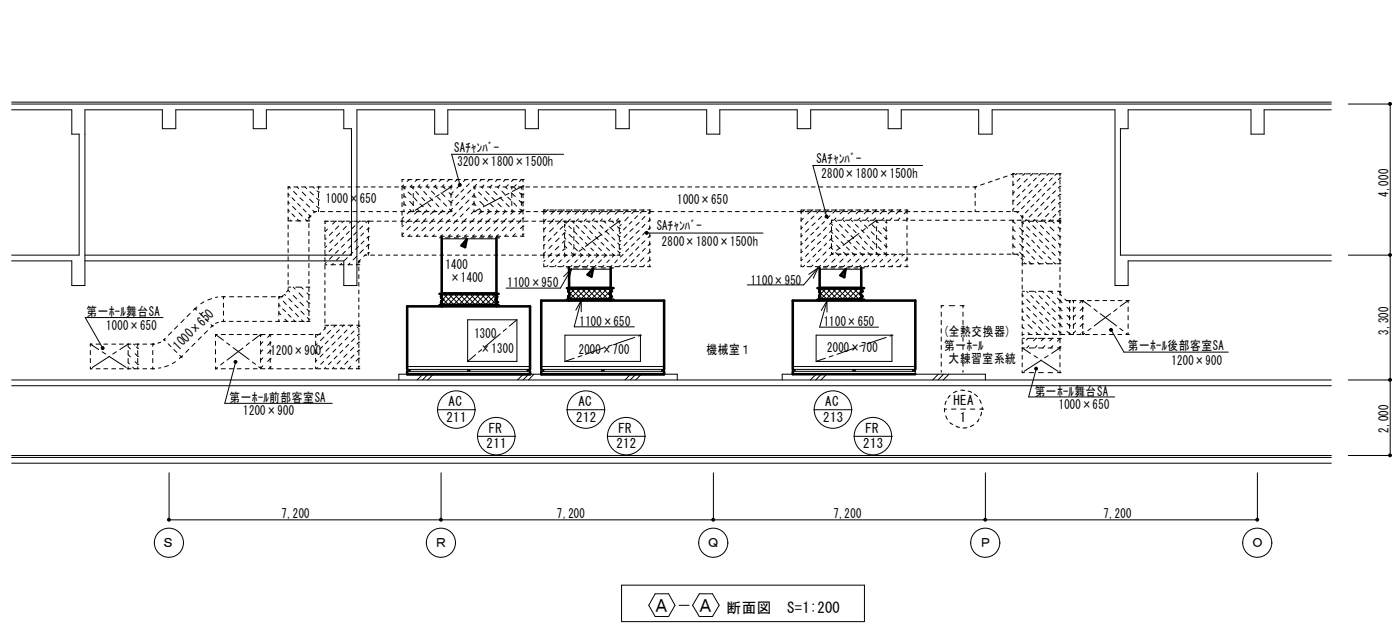 SAチャンバー
3200×1800×1500h
SAチャンバー
2800×1800×1500h
1000×650
1000×650
SAチャンバー
2800×1800×1500h
1400
×1400
1100×950
1100×950
第一ホール舞台SA
1000×650
1000×650
1200×900
1300
×1300
1100×650
2000×700
機械室1
1100×650
2000×700
(全熱交換器)
第一ホール
大練習室系統
第一ホール後部客室SA
1200×900
第一ホール前部客室SA
1200×900
第一ホール舞台SA
1000×650
AC
211
FR
211
AC
212
FR
212
AC
213
FR
213
HEA
1
4,000
3,300
2,000
7,200
7,200
7,200
7,200
S
R
Q
P
O
A－A 断面図 S=1:200